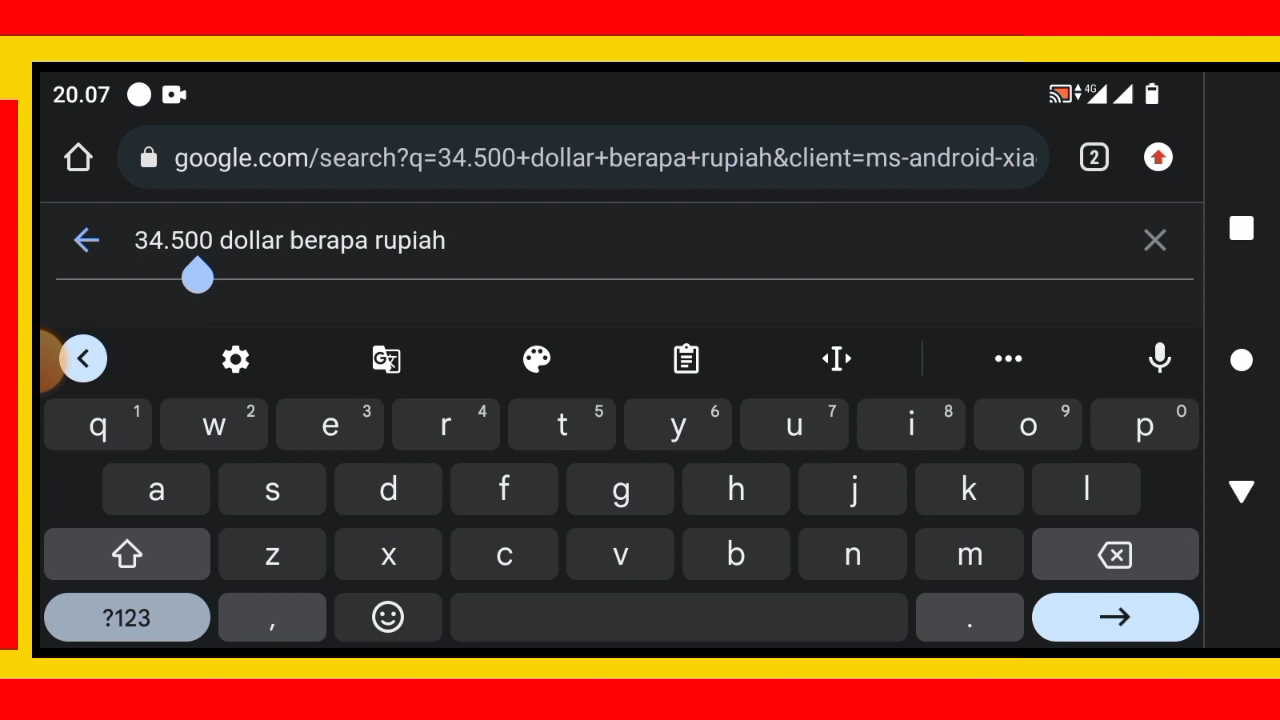 20.07
4G
google.com/search?q=34.500+dollar+berapa+rupiah&client=ms-android-xia
2
34.500 dollar berapa rupiah
q 1 w 2 e 3 r 4 t 5 y 6 u 7 i 8 o 9 p 0
a s d f g h j k l
z x c v b n m
?123 , .